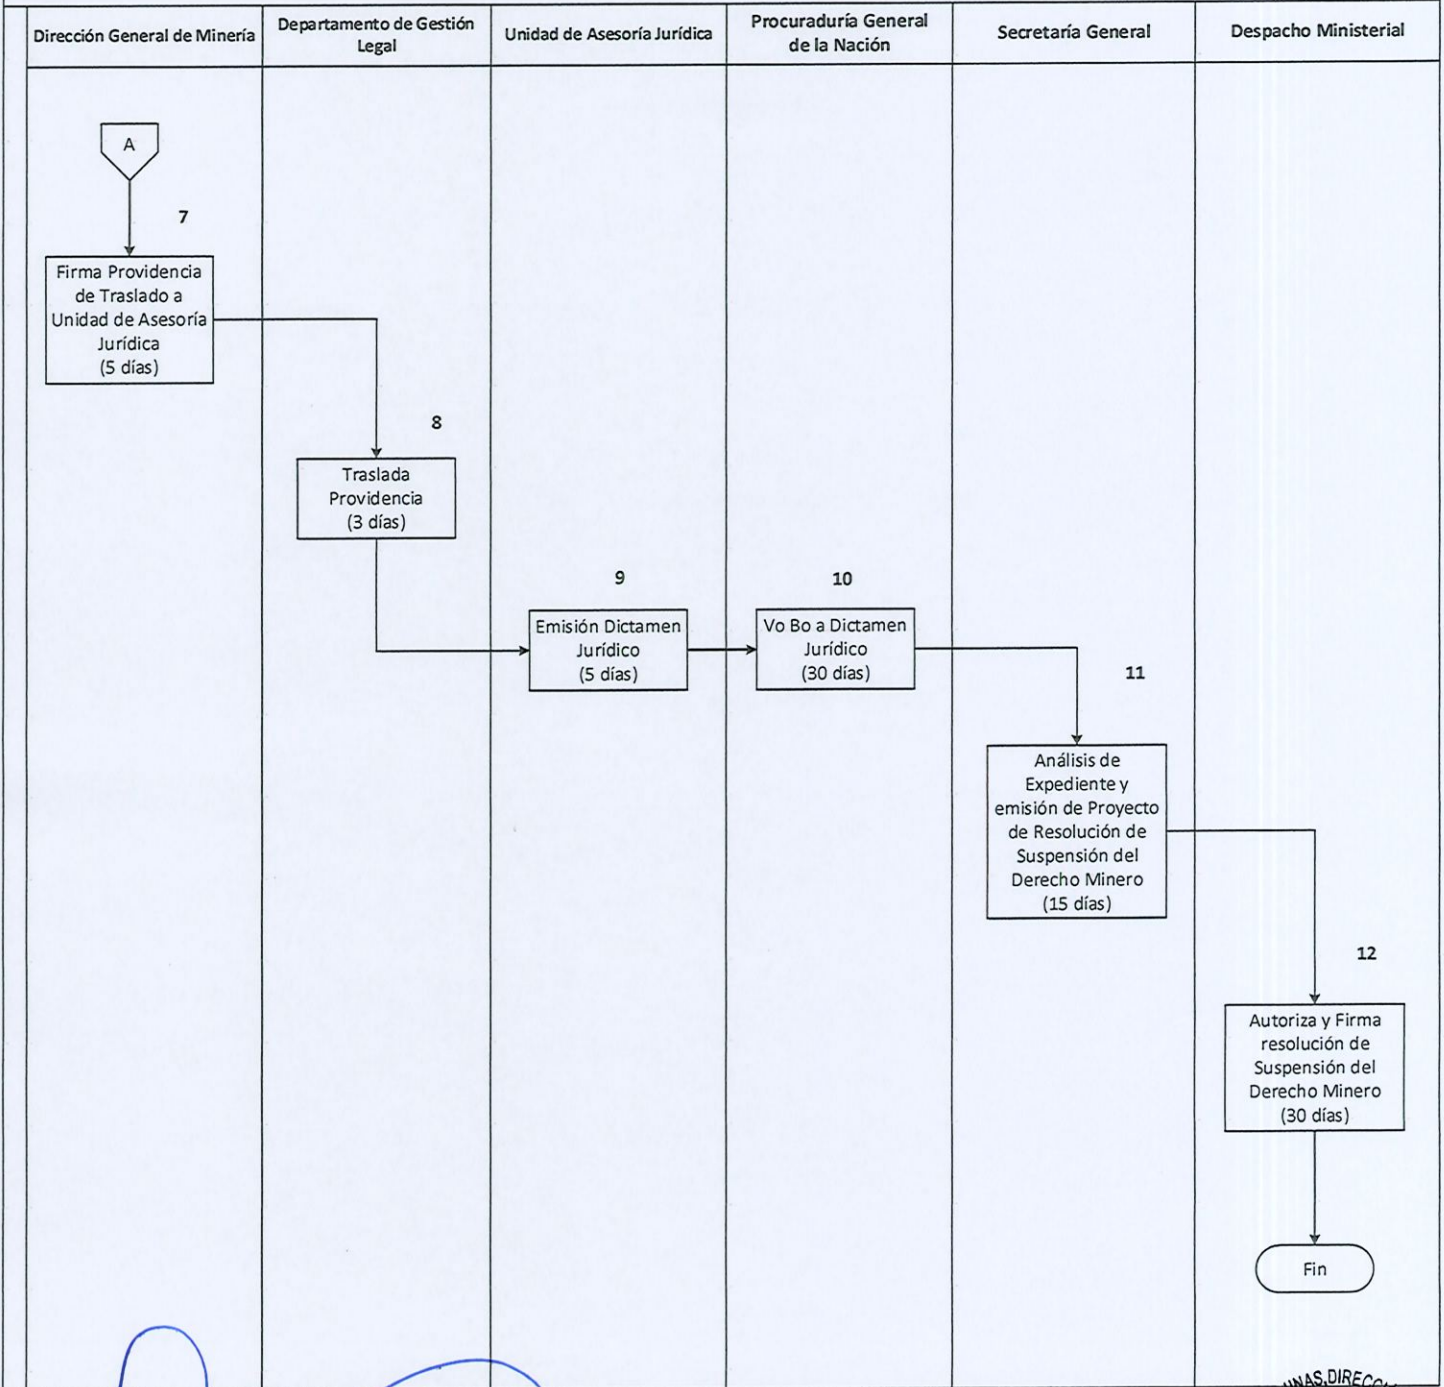 Dirección General de Minería
Departamento de Gestión
Legal
Unidad de Asesoría Jurídica
Procuraduría General
de la Nación
Secretaría General
Despacho Ministerial
A
7
Firma Providencia
de Traslado a
Unidad de Asesoría
Jurídica
(5 días)
8
Traslada
Providencia
(3 días)
9
Emisión Dictamen
Jurídico
(5 días)
10
Vo Bo a Dictamen
Jurídico
(30 días)
11
Análisis de
Expediente y
emisión de Proyecto
de Resolución de
Suspensión del
Derecho Minero
(15 días)
12
Autoriza y Firma
resolución de
Suspensión del
Derecho Minero
(30 días)
Fin